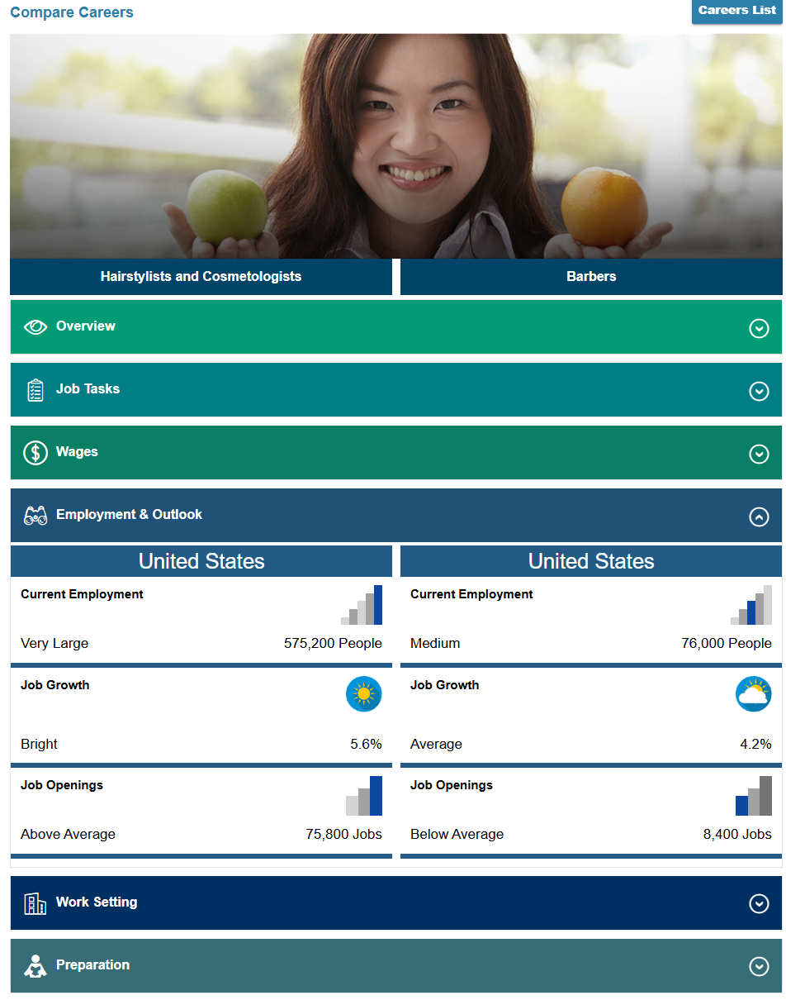 Compare Careers
Careers List
Hairstylists and Cosmetologists
Barbers
Overview
Job Tasks
$ Wages
Employment & Outlook
United States
United States
Current Employment
Current Employment
Very Large 575,200 People
Medium 76,000 People
Job Growth
Job Growth
Bright 5.6%
Average 4.2%
Job Openings
Job Openings
Above Average 75,800 Jobs
Below Average 8,400 Jobs
Work Setting
Preparation